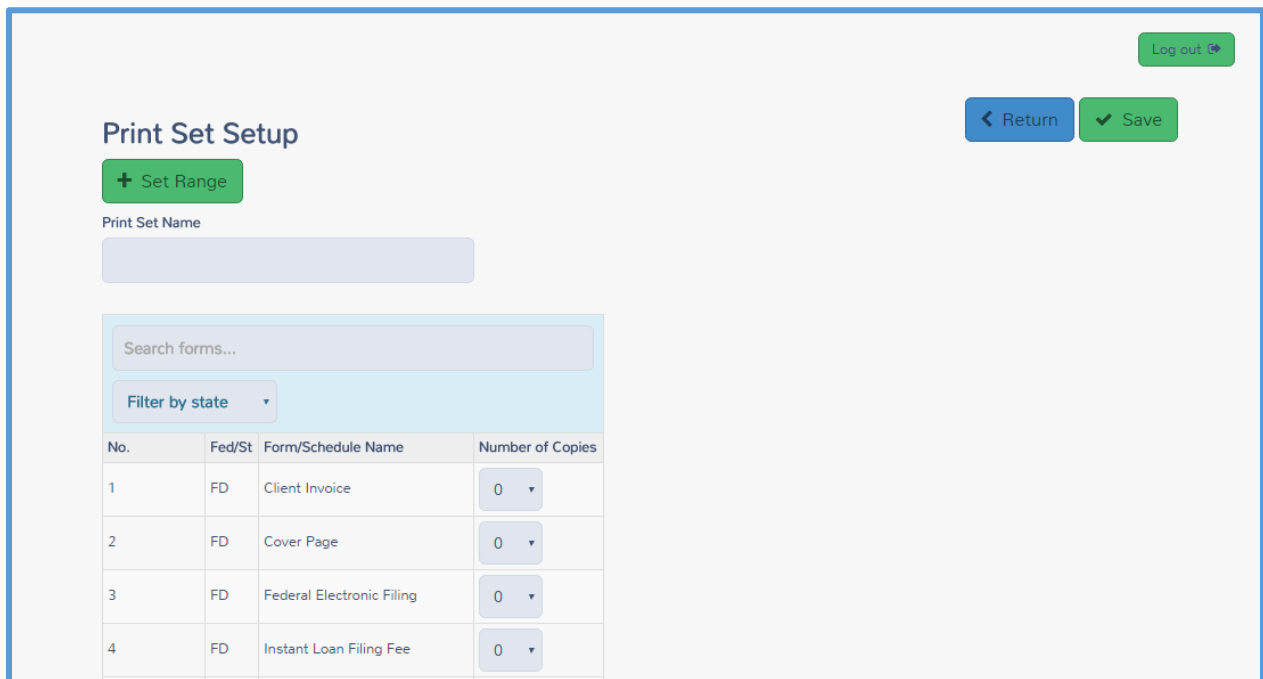 Log out
Print Set Setup
Return
Save
Set Range
Print Set Name
Search forms...
Filter by state
No. Fed/St Form/Schedule Name Number of Copies
1 FD Client Invoice 0
2 FD Cover Page 0
3 FD Federal Electronic Filing 0
4 FD Instant Loan Filing Fee 0